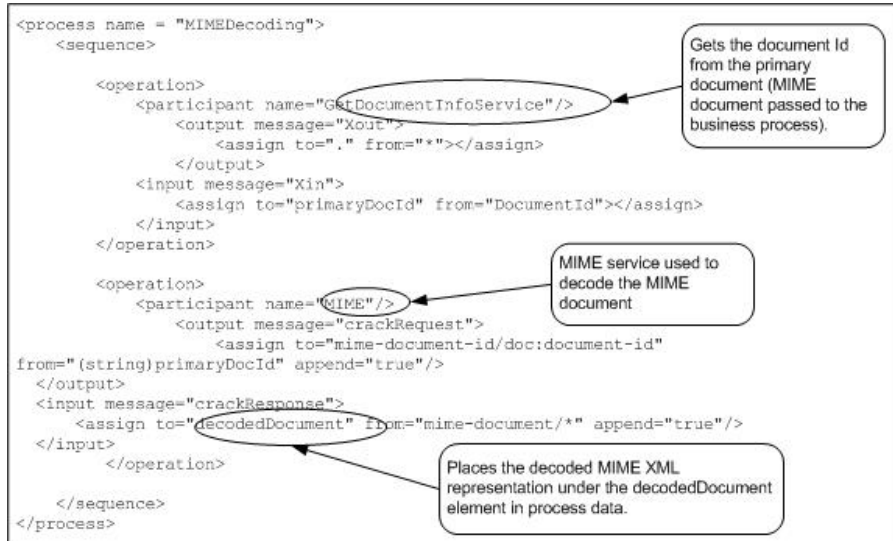 <process name = "MIMEDecoding">
<sequence>
<operation>
<participant name="GetDocumentInfoService"/>
<output message="Xout">
<assign to="." from="*"></assign>
</output>
<input message="Xin">
<assign to="primaryDocId" from="DocumentId"></assign>
</input>
</operation>
Gets the document Id
from the primary
document (MIME
document passed to the
business process).
<operation>
<participant name="MIME"/>
<output message="crackRequest">
<assign to="mime-document-id/doc:document-id"
from="(string)primaryDocId" append="true"/>
</output>
<input message="crackResponse">
<assign to="decodedDocument" from="mime-document/*" append="true"/>
</input>
</operation>
MIME service used to
decode the MIME
document
Places the decoded MIME XML
representation under the decodedDocument
element in process data.
</sequence>
</process>